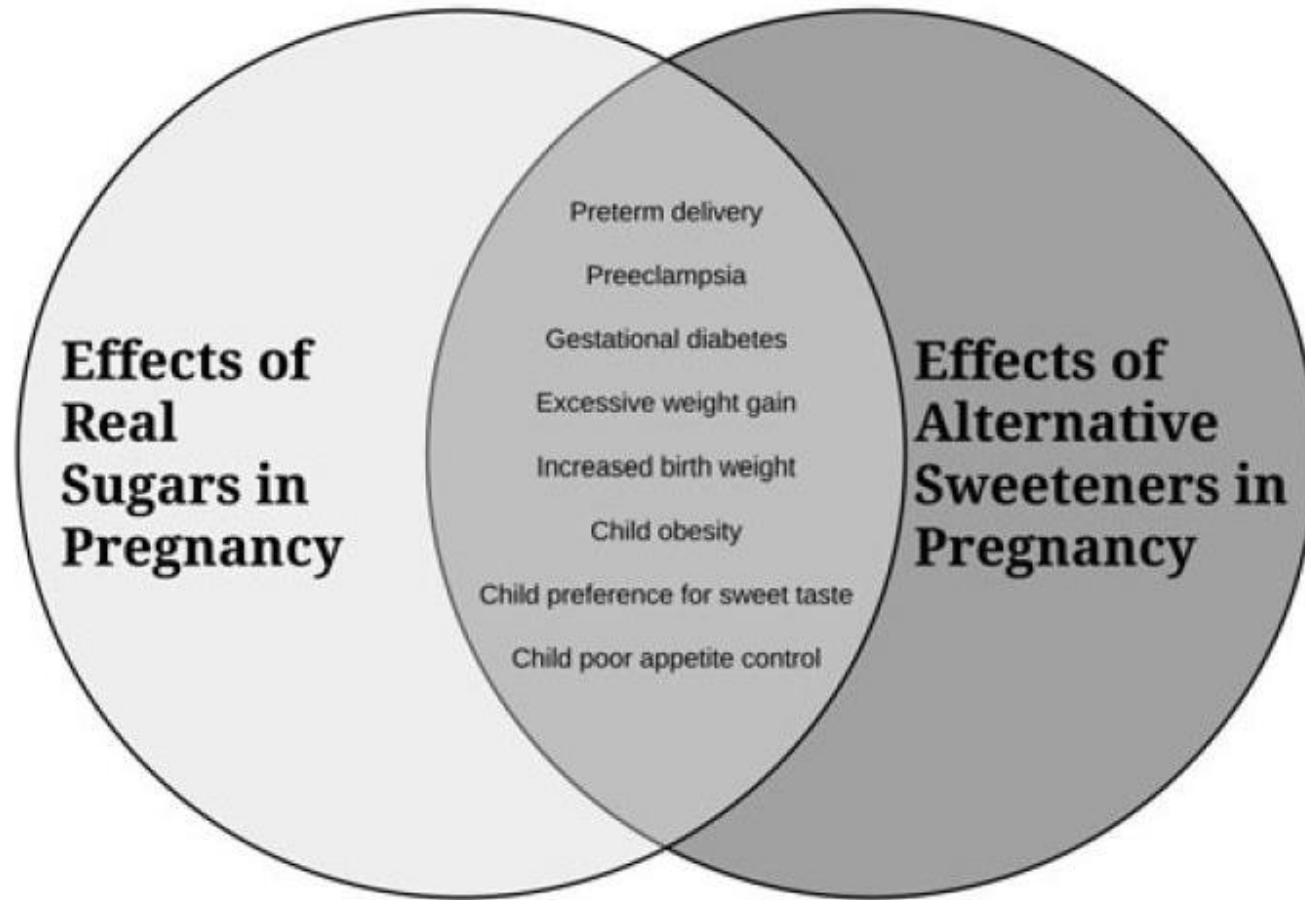 Effects of
Real
Sugars in
Pregnancy
Preterm delivery
Preeclampsia
Gestational diabetes
Excessive weight gain
Increased birth weight
Child obesity
Child preference for sweet taste
Child poor appetite control
Effects of
Alternative
Sweeteners in
Pregnancy